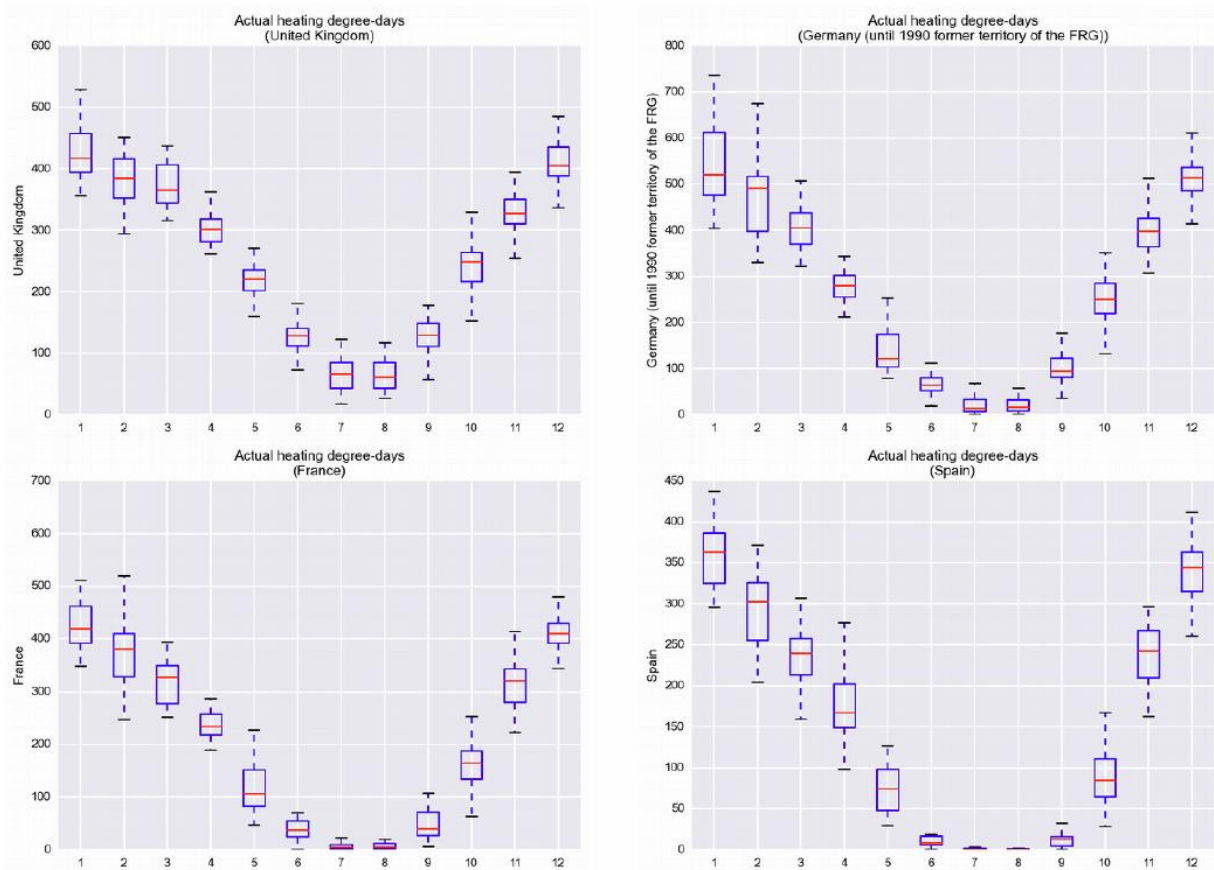 Actual heating degree-days
(United Kingdom)
United Kingdom
600
500
400
300
200
100
0
1 2 3 4 5 6 7 8 9 10 11 12
Actual heating degree-days
(Germany (until 1990 former territory of the FRG))
Germany (until 1990 former territory of the FRG)
800
700
600
500
400
300
200
100
0
1 2 3 4 5 6 7 8 9 10 11 12
Actual heating degree-days
(France)
France
700
600
500
400
300
200
100
0
1 2 3 4 5 6 7 8 9 10 11 12
Actual heating degree-days
(Spain)
Spain
450
400
350
300
250
200
150
100
50
0
1 2 3 4 5 6 7 8 9 10 11 12